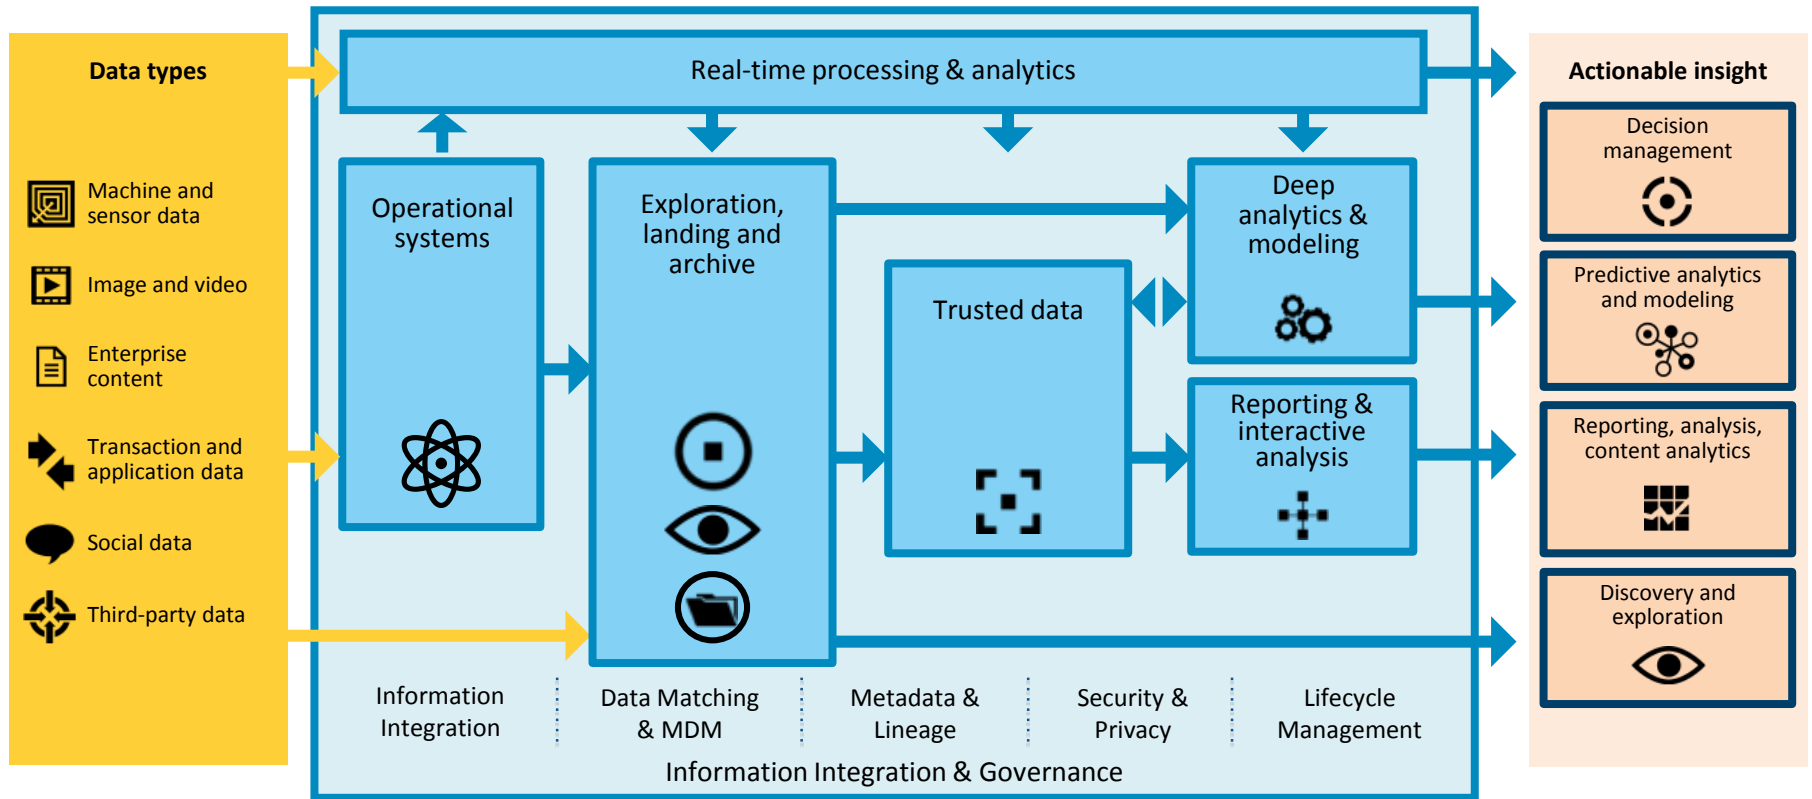 Data types
Machine and
sensor data
Image and video
Enterprise
content
Transaction and
application data
Social data
Third-party data
Real-time processing & analytics
Operational
systems
Exploration,
landing and
archive
Trusted data
Deep
analytics &
modeling
Reporting &
interactive
analysis
Information
Integration
Data Matching
& MDM
Metadata &
Lineage
Security &
Privacy
Lifecycle
Management
Information Integration & Governance
Actionable insight
Decision
management
Predictive analytics
and modeling
Reporting, analysis,
content analytics
Discovery and
exploration